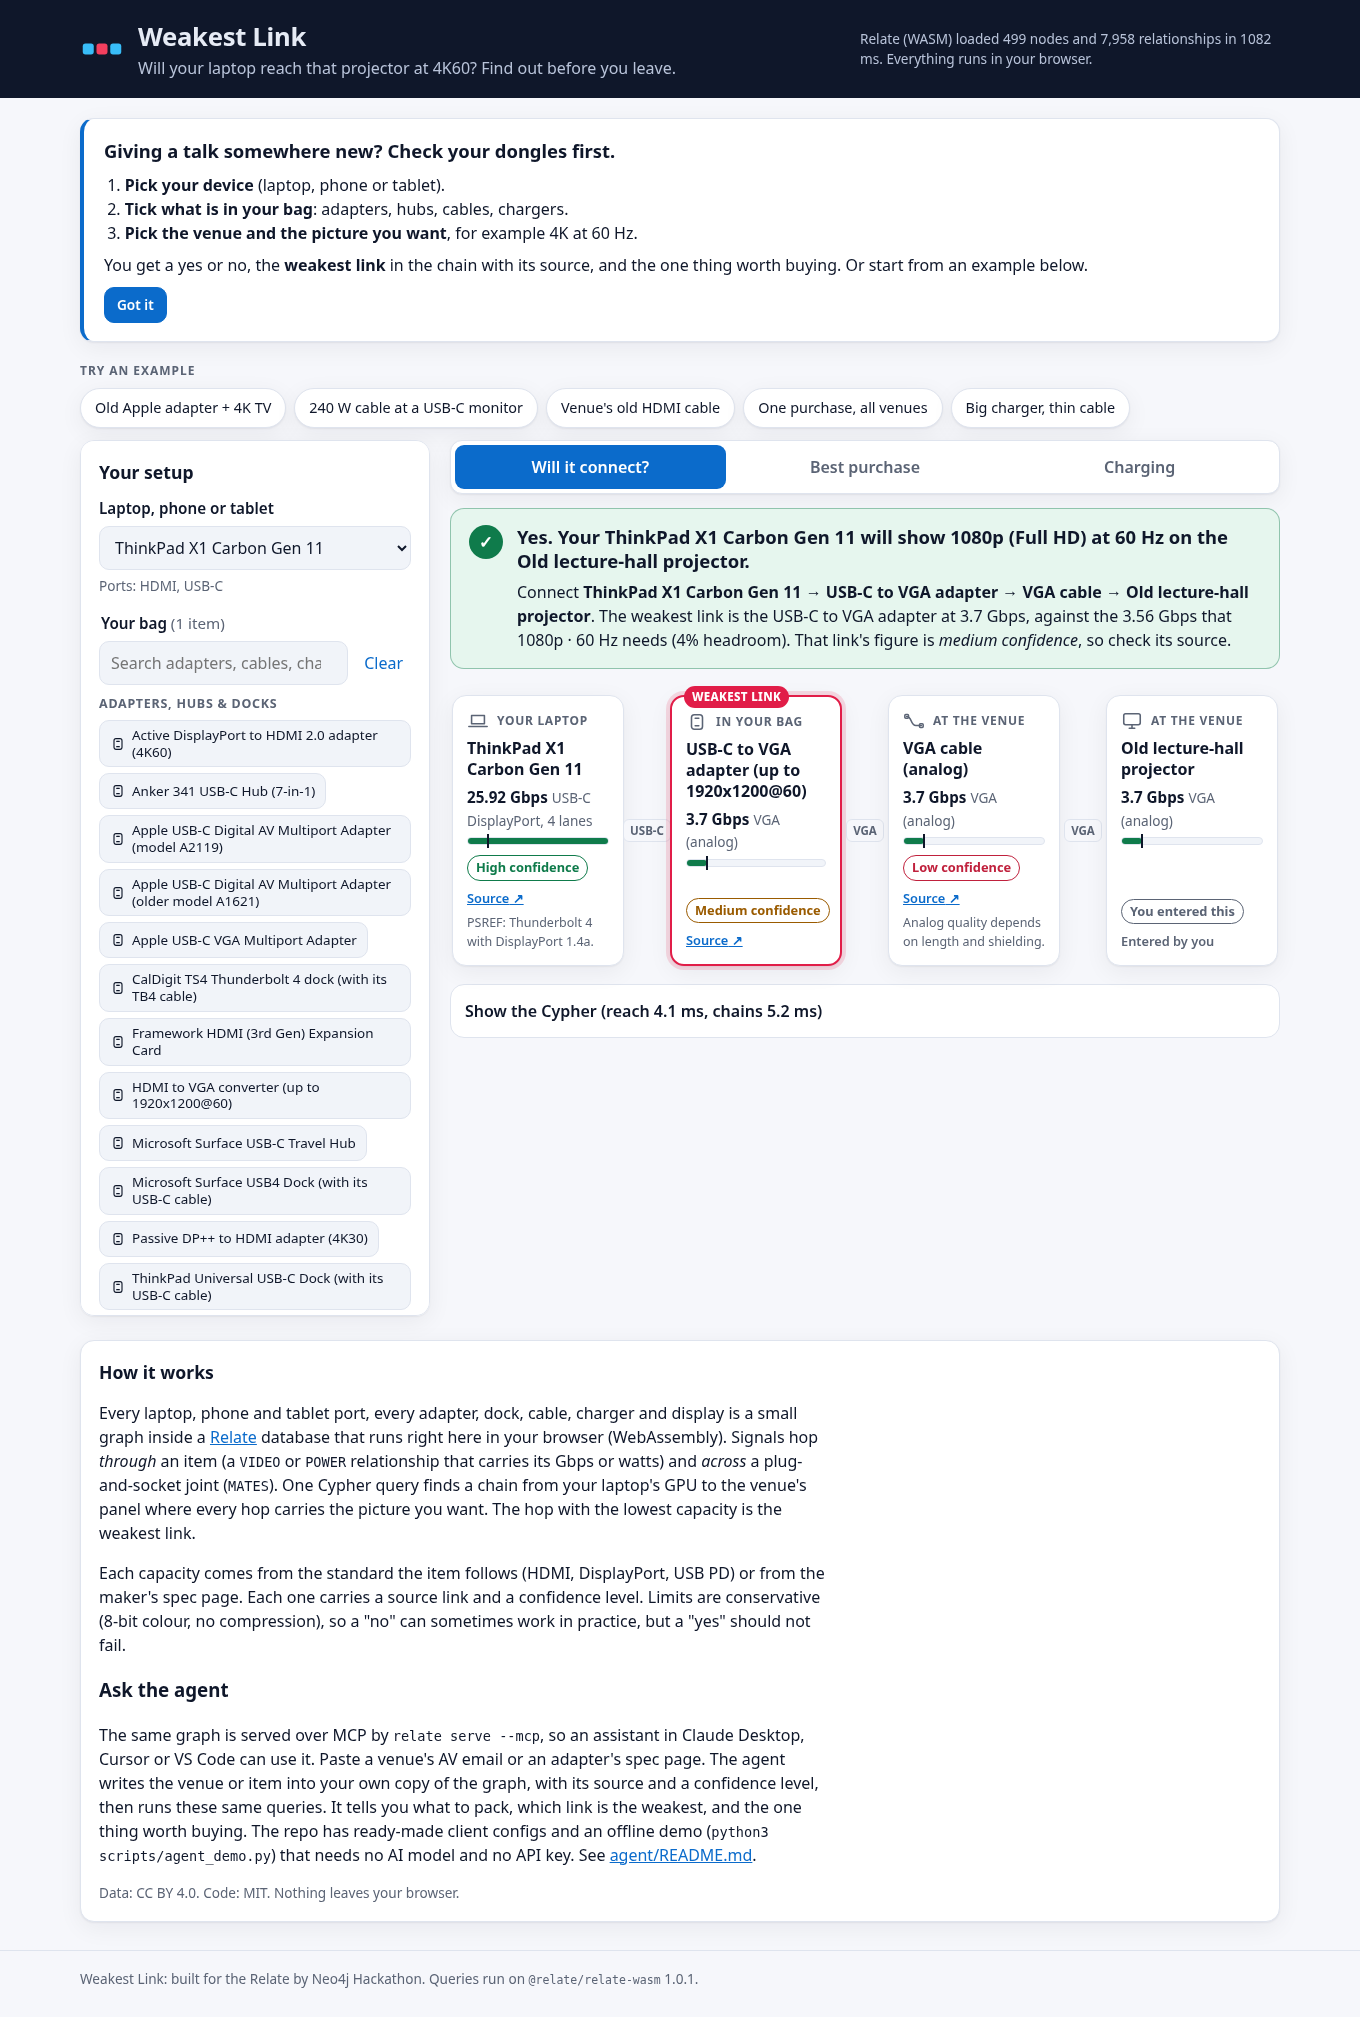 Weakest Link
Will your laptop reach that projector at 4K60? Find out before you leave.
Relate (WASM) loaded 499 nodes and 7,958 relationships in 1082
ms. Everything runs in your browser.
Giving a talk somewhere new? Check your dongles first.
1. Pick your device (laptop, phone or tablet).
2. Tick what is in your bag: adapters, hubs, cables, chargers.
3. Pick the venue and the picture you want, for example 4K at 60 Hz.
You get a yes or no, the weakest link in the chain with its source, and the one thing worth buying. Or start from an example below.
Got it
TRY AN EXAMPLE
Old Apple adapter + 4K TV
240 W cable at a USB-C monitor
Venue's old HDMI cable
One purchase, all venues
Big charger, thin cable
Your setup
Laptop, phone or tablet
ThinkPad X1 Carbon Gen 11
Ports: HDMI, USB-C
Your bag (1 item)
Search adapters, cables, cha
Clear
ADAPTERS, HUBS & DOCKS
Active DisplayPort to HDMI 2.0 adapter
(4K60)
Anker 341 USB-C Hub (7-in-1)
Apple USB-C Digital AV Multiport Adapter
(model A2119)
Apple USB-C Digital AV Multiport Adapter
(older model A1621)
Apple USB-C VGA Multiport Adapter
CalDigit TS4 Thunderbolt 4 dock (with its
TB4 cable)
Framework HDMI (3rd Gen) Expansion
Card
HDMI to VGA converter (up to
1920x1200@60)
Microsoft Surface USB-C Travel Hub
Microsoft Surface USB4 Dock (with its
USB-C cable)
Passive DP++ to HDMI adapter (4K30)
ThinkPad Universal USB-C Dock (with its
USB-C cable)
Will it connect?
Best purchase
Charging
✓
Yes. Your ThinkPad X1 Carbon Gen 11 will show 1080p (Full HD) at 60 Hz on the
Old lecture-hall projector.
Connect ThinkPad X1 Carbon Gen 11 → USB-C to VGA adapter → VGA cable → Old lecture-hall
projector. The weakest link is the USB-C to VGA adapter at 3.7 Gbps, against the 3.56 Gbps that
1080p · 60 Hz needs (4% headroom). That link's figure is medium confidence, so check its source.
YOUR LAPTOP
ThinkPad X1
Carbon Gen 11
25.92 Gbps USB-C
DisplayPort, 4 lanes
High confidence
Source ↗
PSREF: Thunderbolt 4
with DisplayPort 1.4a.
USB-C
WEAKEST LINK
IN YOUR BAG
USB-C to VGA
adapter (up to
1920x1200@60)
3.7 Gbps VGA
(analog)
Medium confidence
Source ↗
VGA
AT THE VENUE
VGA cable
(analog)
3.7 Gbps VGA
(analog)
Low confidence
Source ↗
Analog quality depends
on length and shielding.
VGA
AT THE VENUE
Old lecture-hall
projector
3.7 Gbps VGA
(analog)
You entered this
Entered by you
Show the Cypher (reach 4.1 ms, chains 5.2 ms)
How it works
Every laptop, phone and tablet port, every adapter, dock, cable, charger and display is a small
graph inside a Relate database that runs right here in your browser (WebAssembly). Signals hop
through an item (a VIDEO or POWER relationship that carries its Gbps or watts) and across a plug-
and-socket joint (MATES). One Cypher query finds a chain from your laptop's GPU to the venue's
panel where every hop carries the picture you want. The hop with the lowest capacity is the
weakest link.
Each capacity comes from the standard the item follows (HDMI, DisplayPort, USB PD) or from the
maker's spec page. Each one carries a source link and a confidence level. Limits are conservative
(8-bit colour, no compression), so a "no" can sometimes work in practice, but a "yes" should not
fail.
Ask the agent
The same graph is served over MCP by relate serve --mcp, so an assistant in Claude Desktop,
Cursor or VS Code can use it. Paste a venue's AV email or an adapter's spec page. The agent
writes the venue or item into your own copy of the graph, with its source and a confidence level,
then runs these same queries. It tells you what to pack, which link is the weakest, and the one
thing worth buying. The repo has ready-made client configs and an offline demo (python3
scripts/agent_demo.py) that needs no AI model and no API key. See agent/README.md.
Data: CC BY 4.0. Code: MIT. Nothing leaves your browser.
Weakest Link: built for the Relate by Neo4j Hackathon. Queries run on @relate/relate-wasm 1.0.1.